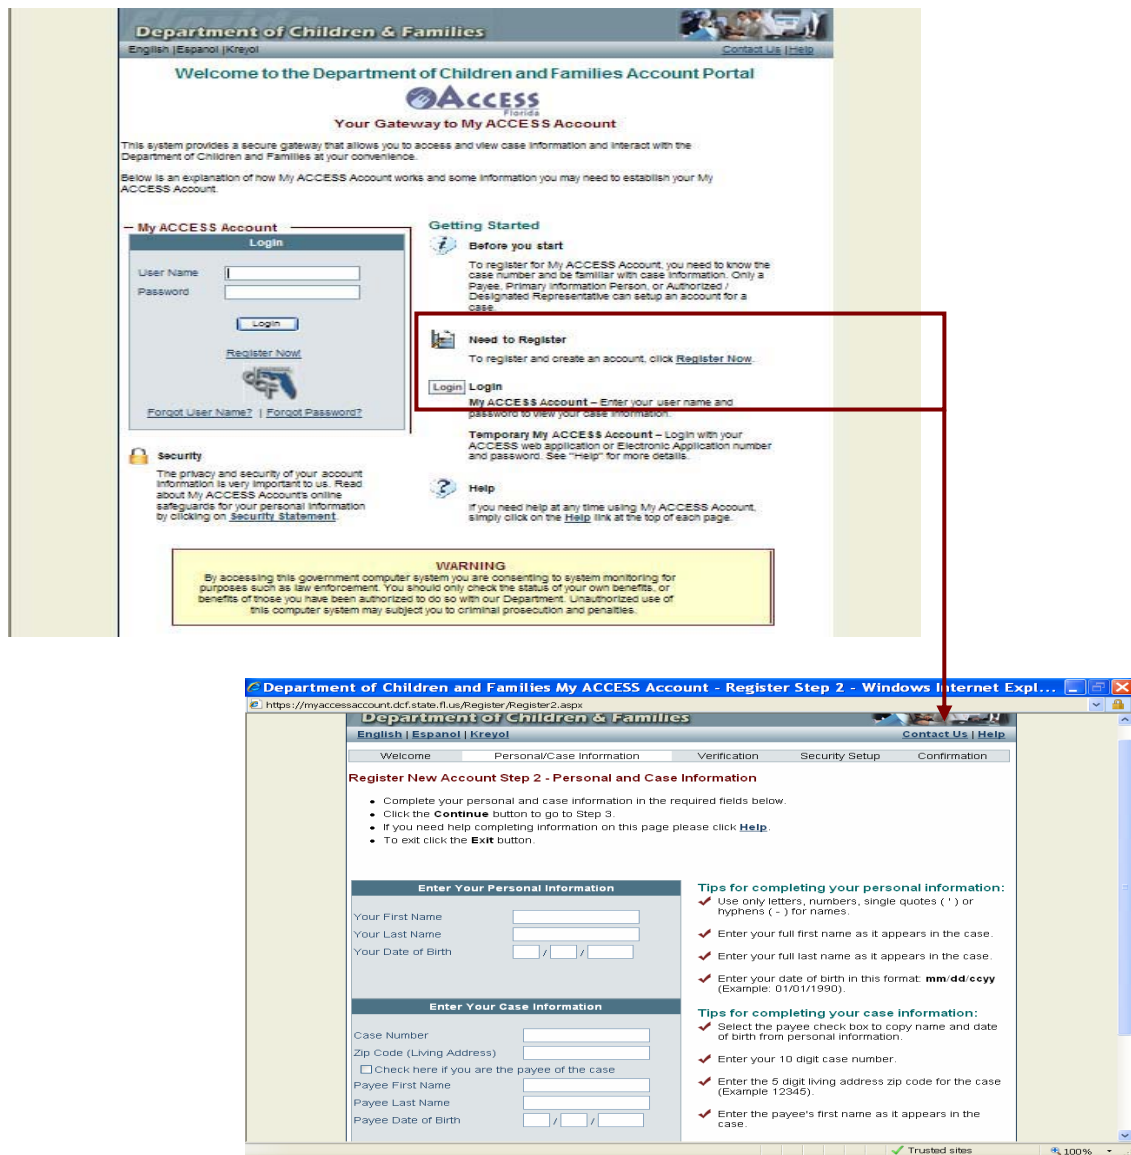 Department of Children & Families
English |Espanol |Kreyol
Contact Us |Help
Welcome to the Department of Children and Families Account Portal
ACCESS
Florida
Your Gateway to My ACCESS Account
This system provides a secure gateway that allows you to access and view case information and interact with the
Department of Children and Families at your convenience.
Below is an explanation of how My ACCESS Account works and some information you may need to establish your My
ACCESS Account.
My ACCESS Account
Login
User Name
Password
Login
Register Now!
DCF
Forgot User Name? | Forgot Password?
Security
The privacy and security of your account
information is very important to us. Read
about My ACCESS Account's online
safeguards for your personal information
by clicking on Security Statement.
Getting Started
Before you start
To register for My ACCESS Account, you need to know the
case number and be familiar with case information. Only a
Payee, Primary Information Person, or Authorized /
Designated Representative can setup an account for a
case.
Need to Register
To register and create an account, click Register Now.
Login Login
My ACCESS Account – Enter your user name and
password to view your case information.
Temporary My ACCESS Account – Login with your
ACCESS web application or Electronic Application number
and password. See "Help" for more details.
Help
If you need help at any time using My ACCESS Account,
simply click on the Help link at the top of each page.
WARNING
By accessing this government computer system you are consenting to system monitoring for
purposes such as law enforcement. You should only check the status of your own benefits, or
benefits of those you have been authorized to do so with our Department. Unauthorized use of
this computer system may subject you to criminal prosecution and penalties.
Department of Children and Families My ACCESS Account - Register Step 2 - Windows Internet Expl...
https://myaccessaccount.dcf.state.fl.us/Register/Register2.aspx
Department of Children & Families
English | Espanol | Kreyol
Contact Us | Help
Welcome Personal/Case Information Verification Security Setup Confirmation
Register New Account Step 2 - Personal and Case Information
• Complete your personal and case information in the required fields below.
• Click the Continue button to go to Step 3.
• If you need help completing information on this page please click Help.
• To exit click the Exit button.
Enter Your Personal Information
Your First Name
Your Last Name
Your Date of Birth / /
Enter Your Case Information
Case Number
Zip Code (Living Address)
Check here if you are the payee of the case
Payee First Name
Payee Last Name
Payee Date of Birth / /
Tips for completing your personal information:
Use only letters, numbers, single quotes ( ' ) or
hyphens ( - ) for names.
Enter your full first name as it appears in the case.
Enter your full last name as it appears in the case.
Enter your date of birth in this format: mm/dd/ccyy
(Example: 01/01/1990).
Tips for completing your case information:
Select the payee check box to copy name and date
of birth from personal information.
Enter your 10 digit case number.
Enter the 5 digit living address zip code for the case
(Example 12345).
Enter the payee's first name as it appears in the
case.
Trusted sites
100%